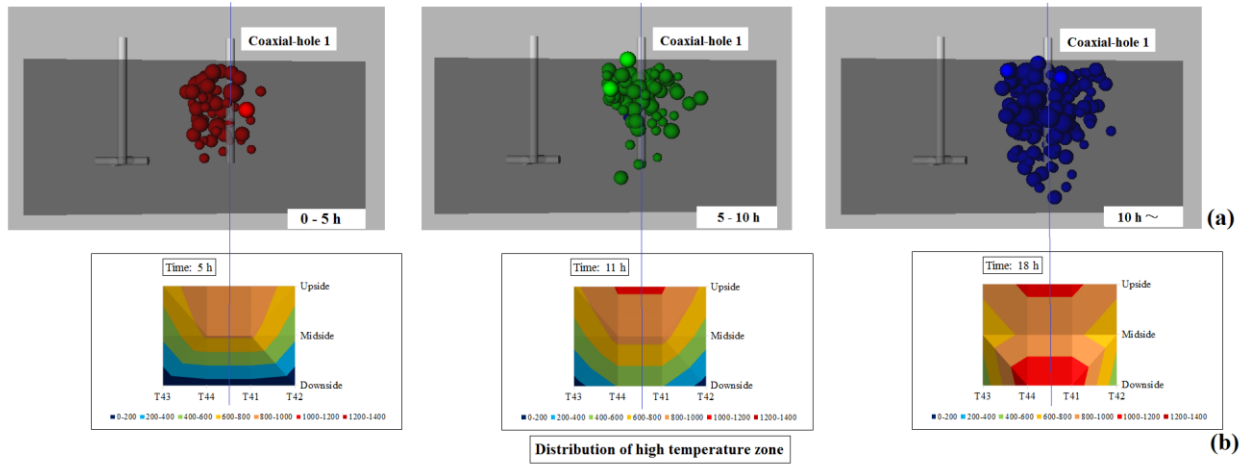 Coaxial-hole 1
0 - 5 h
Coaxial-hole 1
5 - 10 h
Coaxial-hole 1
10 h ~
(a)
Time: 5 h
Upside
Midside
Downside
T43 T44 T41 T42
0-200 200-400 400-600 600-800 800-1000 1000-1200 1200-1400
Time: 11 h
Upside
Midside
Downside
T43 T44 T41 T42
0-200 200-400 400-600 600-800 800-1000 1000-1200 1200-1400
Time: 18 h
Upside
Midside
Downside
T43 T44 T41 T42
0-200 200-400 400-600 600-800 800-1000 1000-1200 1200-1400
(b)
Distribution of high temperature zone